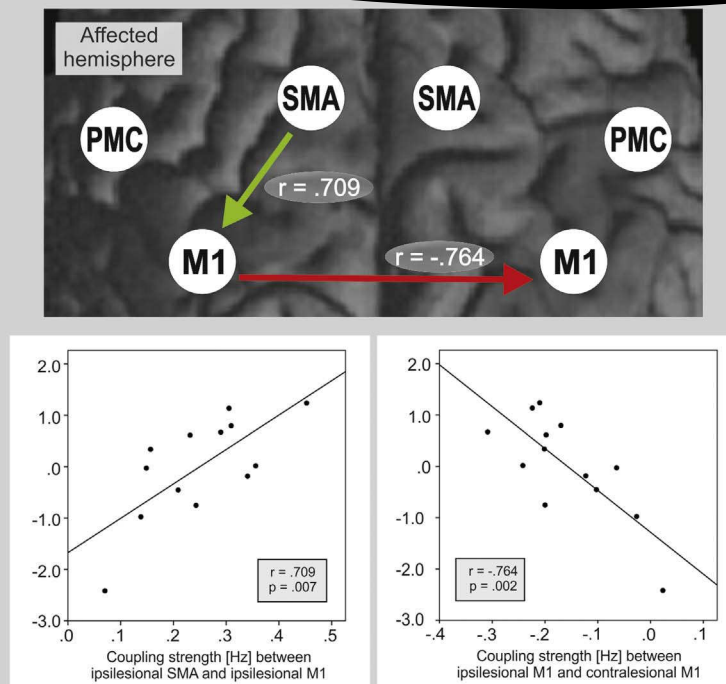 Affected
hemisphere
SMA
SMA
PMC
PMC
r = .709
M1
r = -.764
M1
2.0
1.0
.0
-1.0
-2.0
-3.0
r = .709
p = .007
.0 .1 .2 .3 .4 .5
Coupling strength [Hz] between
ipsilesional SMA and ipsilesional M1
2.0
1.0
.0
-1.0
-2.0
-3.0
r = -.764
p = .002
-.4 -.3 -.2 -.1 .0 .1
Coupling strength [Hz] between
ipsilesional M1 and contralesional M1